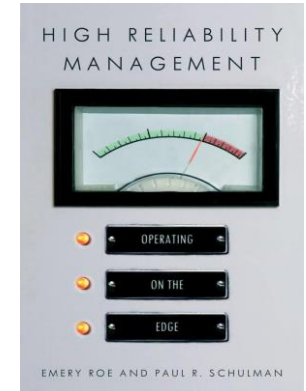 HIGH RELIABILITY
MANAGEMENT
OPERATING
ON THE
EDGE
EMERY ROE AND PAUL R. SCHULMAN